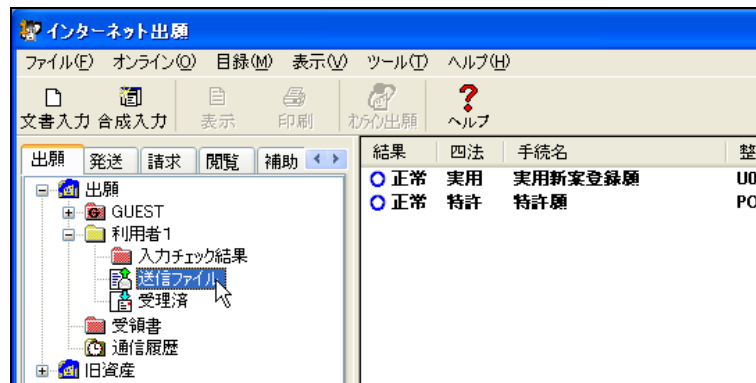 インターネット出願
ファイル(F) オンライン(O) 目録(M) 表示(V) ツール(T) ヘルプ(H)
文書入力 合成入力 表示 印刷 オンライン出願 ヘルプ
出願 発送 請求 閲覧 補助
結果 四法 手続名 整
正常 実用 実用新案登録願 U0
正常 特許 特許願 PO
出願
GUEST
利用者1
入力チェック結果
送信ファイル
受理済
受領書
通信履歴
旧資産